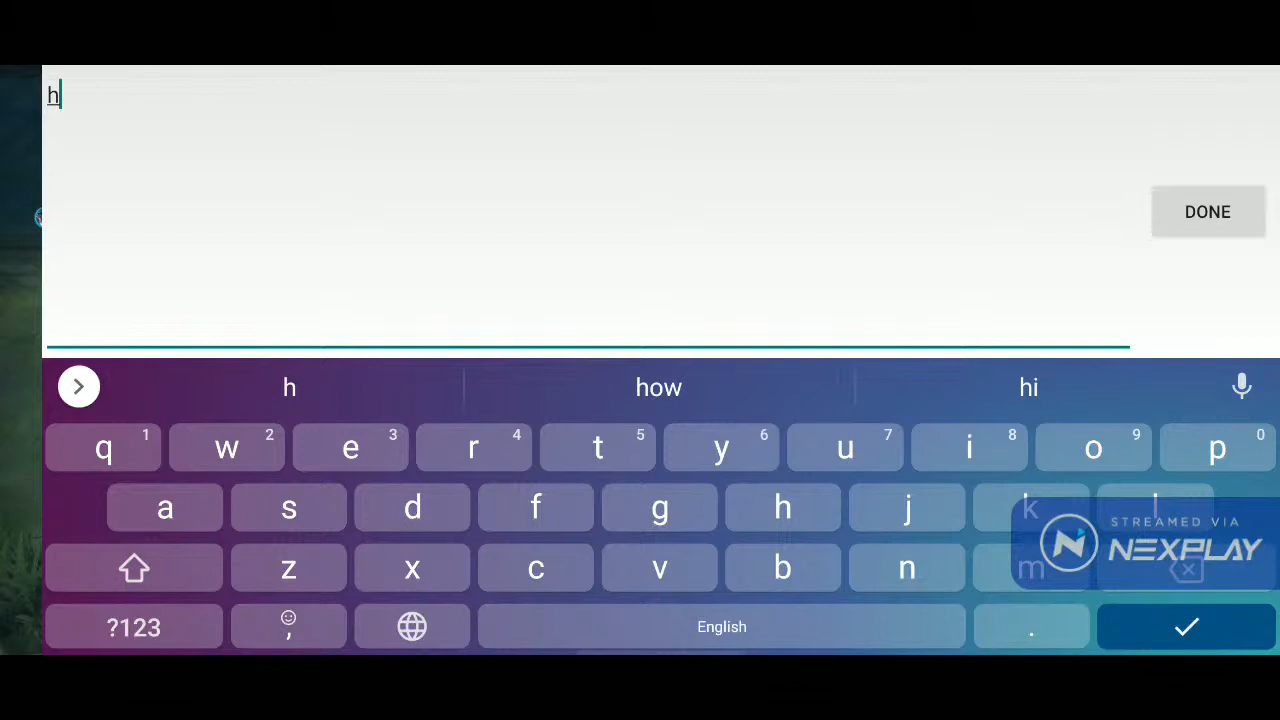 h
DONE
h how hi
q 1 w 2 e 3 r 4 t 5 y 6 u 7 i 8 o 9 p 0
a s d f g h j k l
STREAMED VIA
NEXPLAY
z x c v b n m
?123 , English .